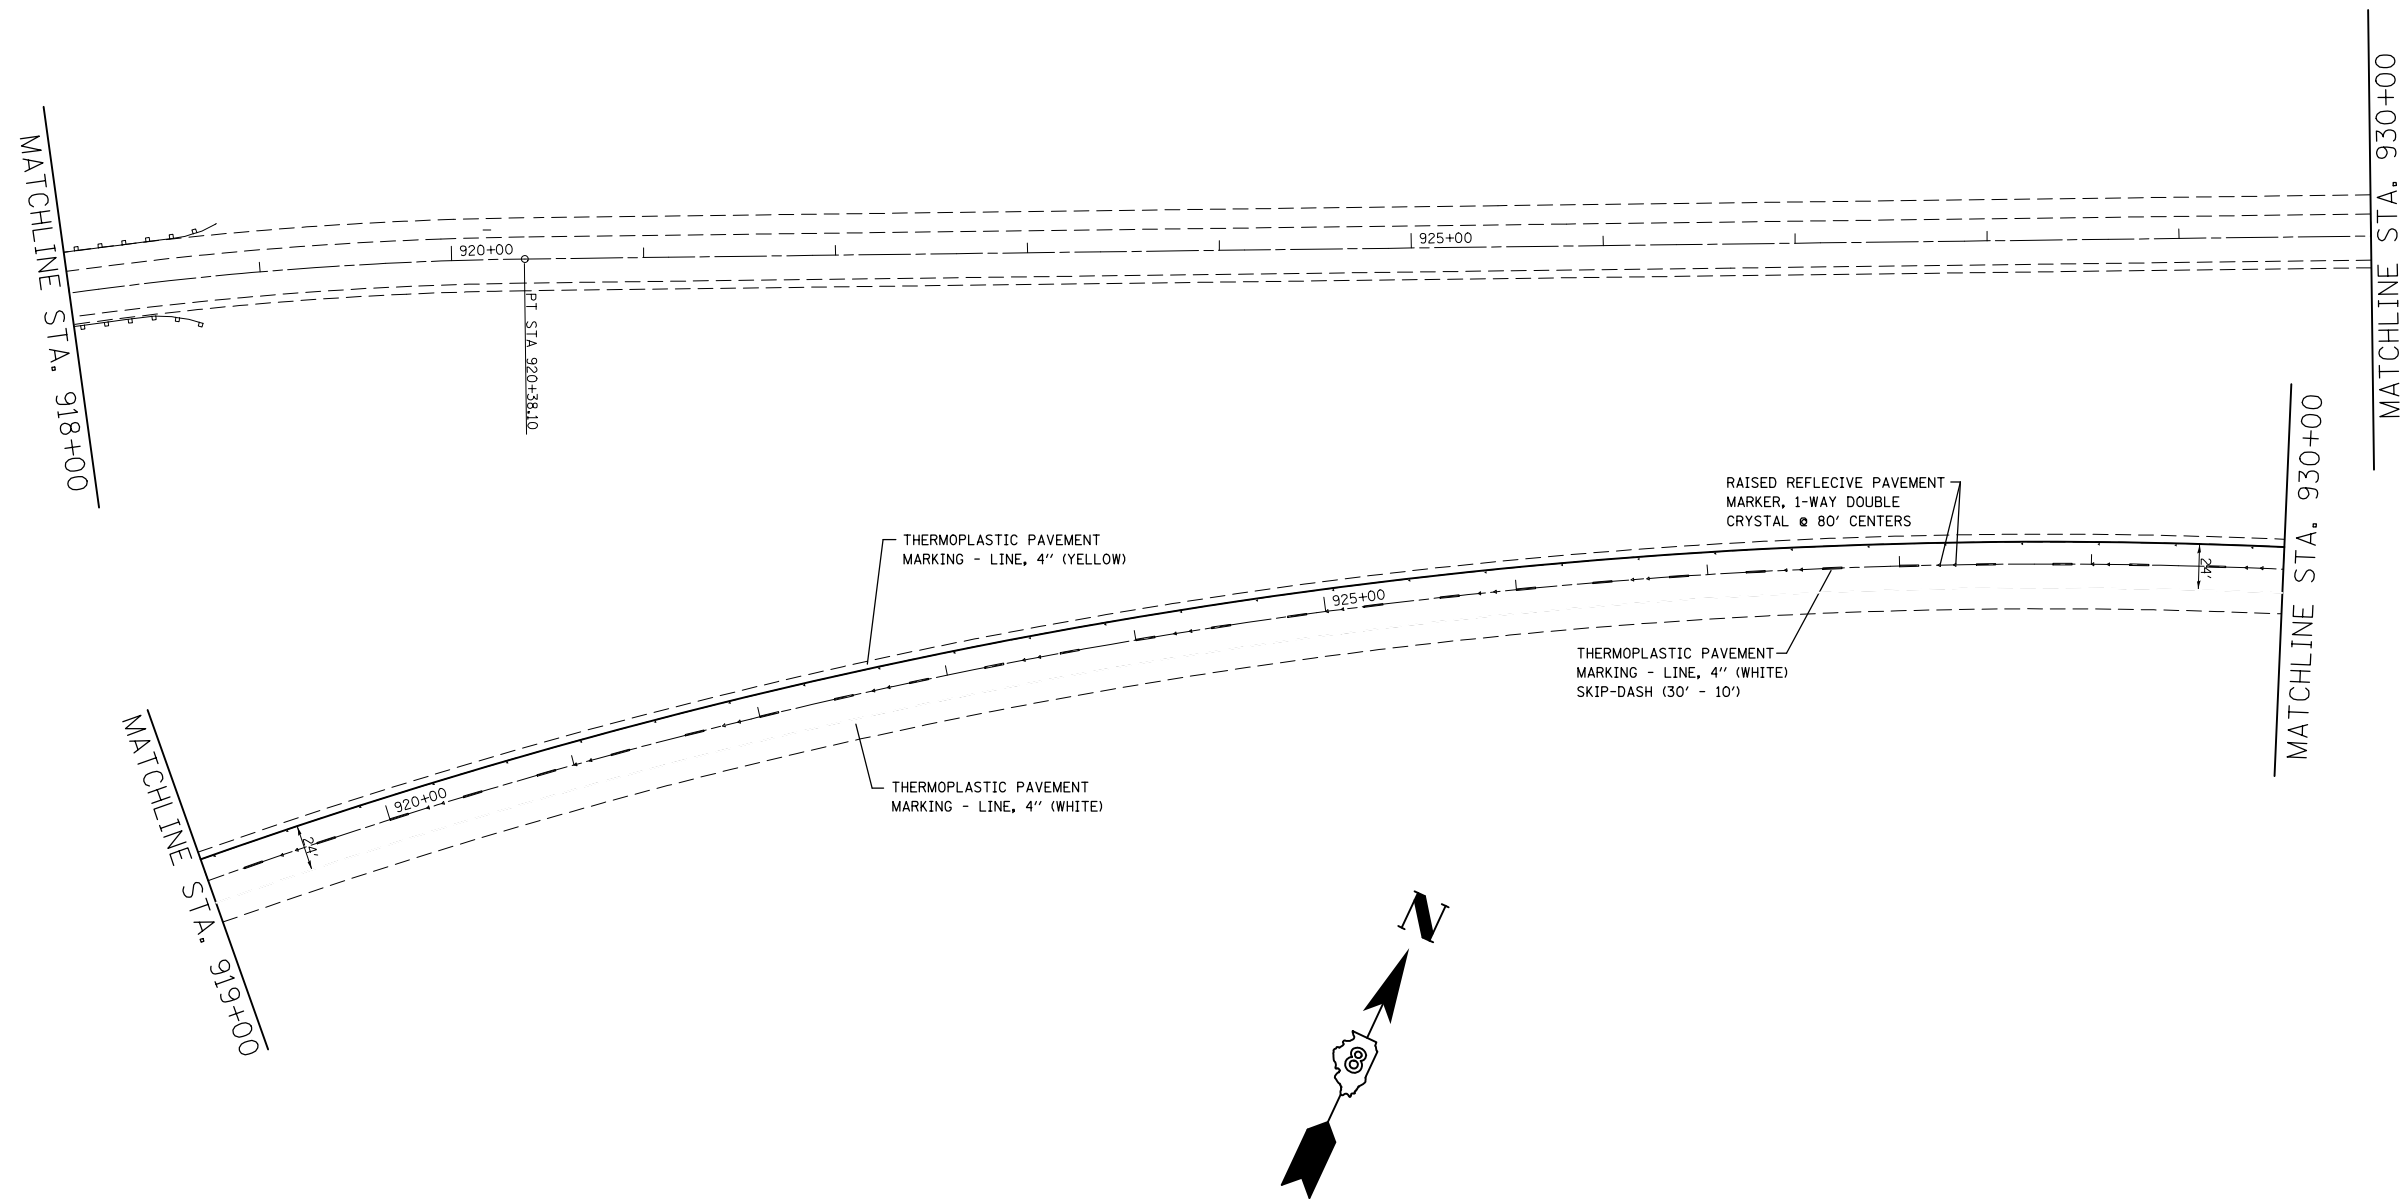 MATCHLINE STA. 918+00
920+00
PT STA 920+38.10
925+00
MATCHLINE STA. 930+00
MATCHLINE STA. 919+00
24'
920+00
THERMOPLASTIC PAVEMENT
MARKING - LINE, 4" (YELLOW)
THERMOPLASTIC PAVEMENT
MARKING - LINE, 4" (WHITE)
925+00
RAISED REFLECIVE PAVEMENT
MARKER, 1-WAY DOUBLE
CRYSTAL @ 80' CENTERS
THERMOPLASTIC PAVEMENT
MARKING - LINE, 4" (WHITE)
SKIP-DASH (30' - 10')
24'
MATCHLINE STA. 930+00
N
8